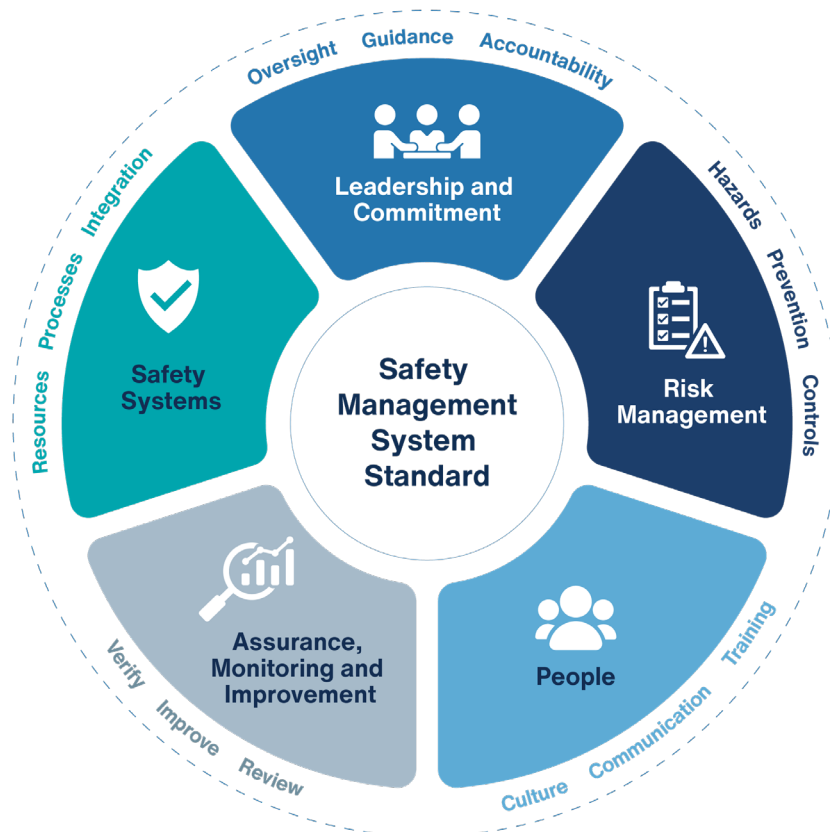 Oversight Guidance Accountability
Leadership and
Commitment
Hazards Prevention Controls
Risk
Management
Training
Communication
Culture
People
Verify Improve Review
Assurance,
Monitoring and
Improvement
Resources Processes Integration
Safety
Systems
Safety
Management
System
Standard